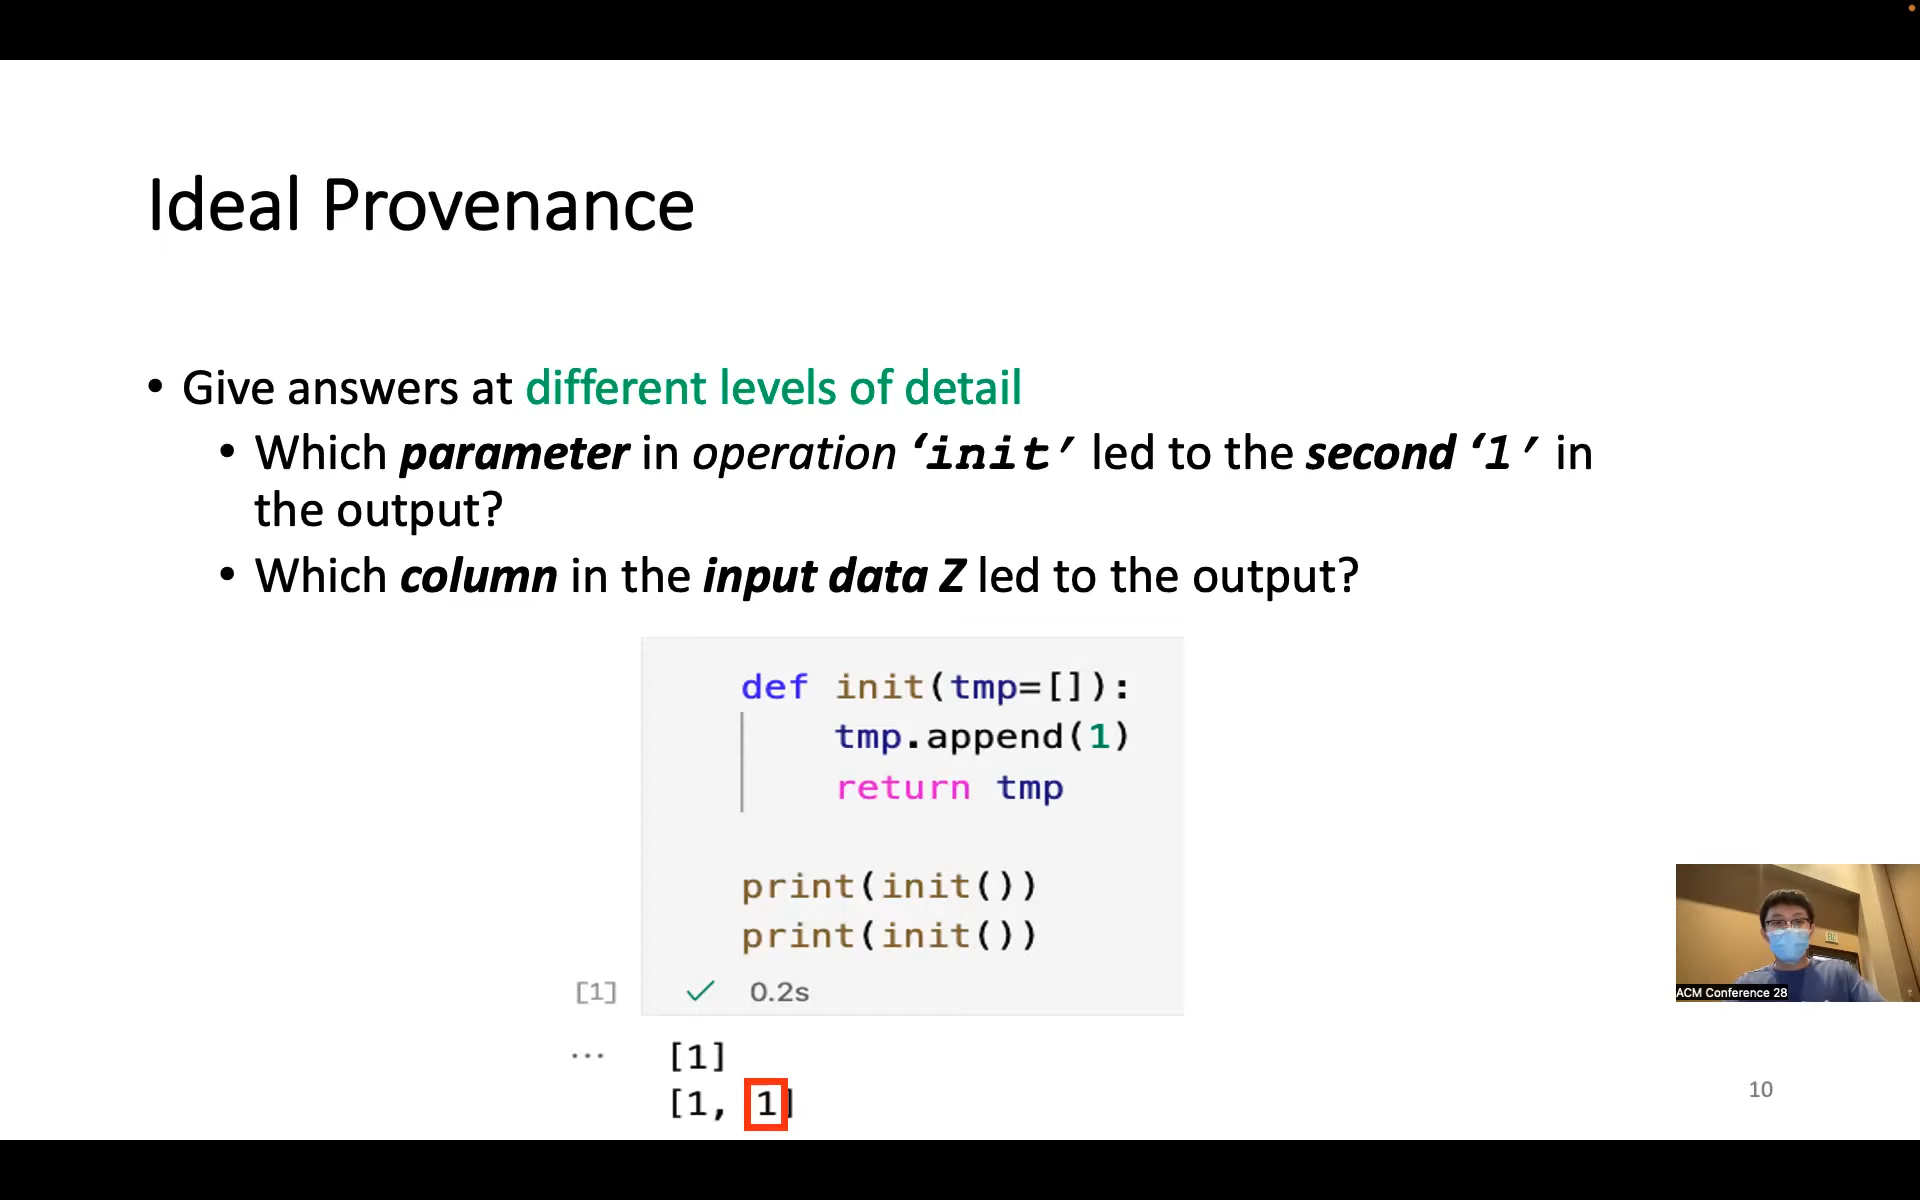 Ideal Provenance
• Give answers at different levels of detail
• Which parameter in operation ‘init’ led to the second ‘1’ in
the output?
• Which column in the input data Z led to the output?
def init(tmp=[]):
tmp.append(1)
return tmp
print(init())
print(init())
[1] ✓ 0.2s
... [1]
[1, 1]
ACM Conference 28
10